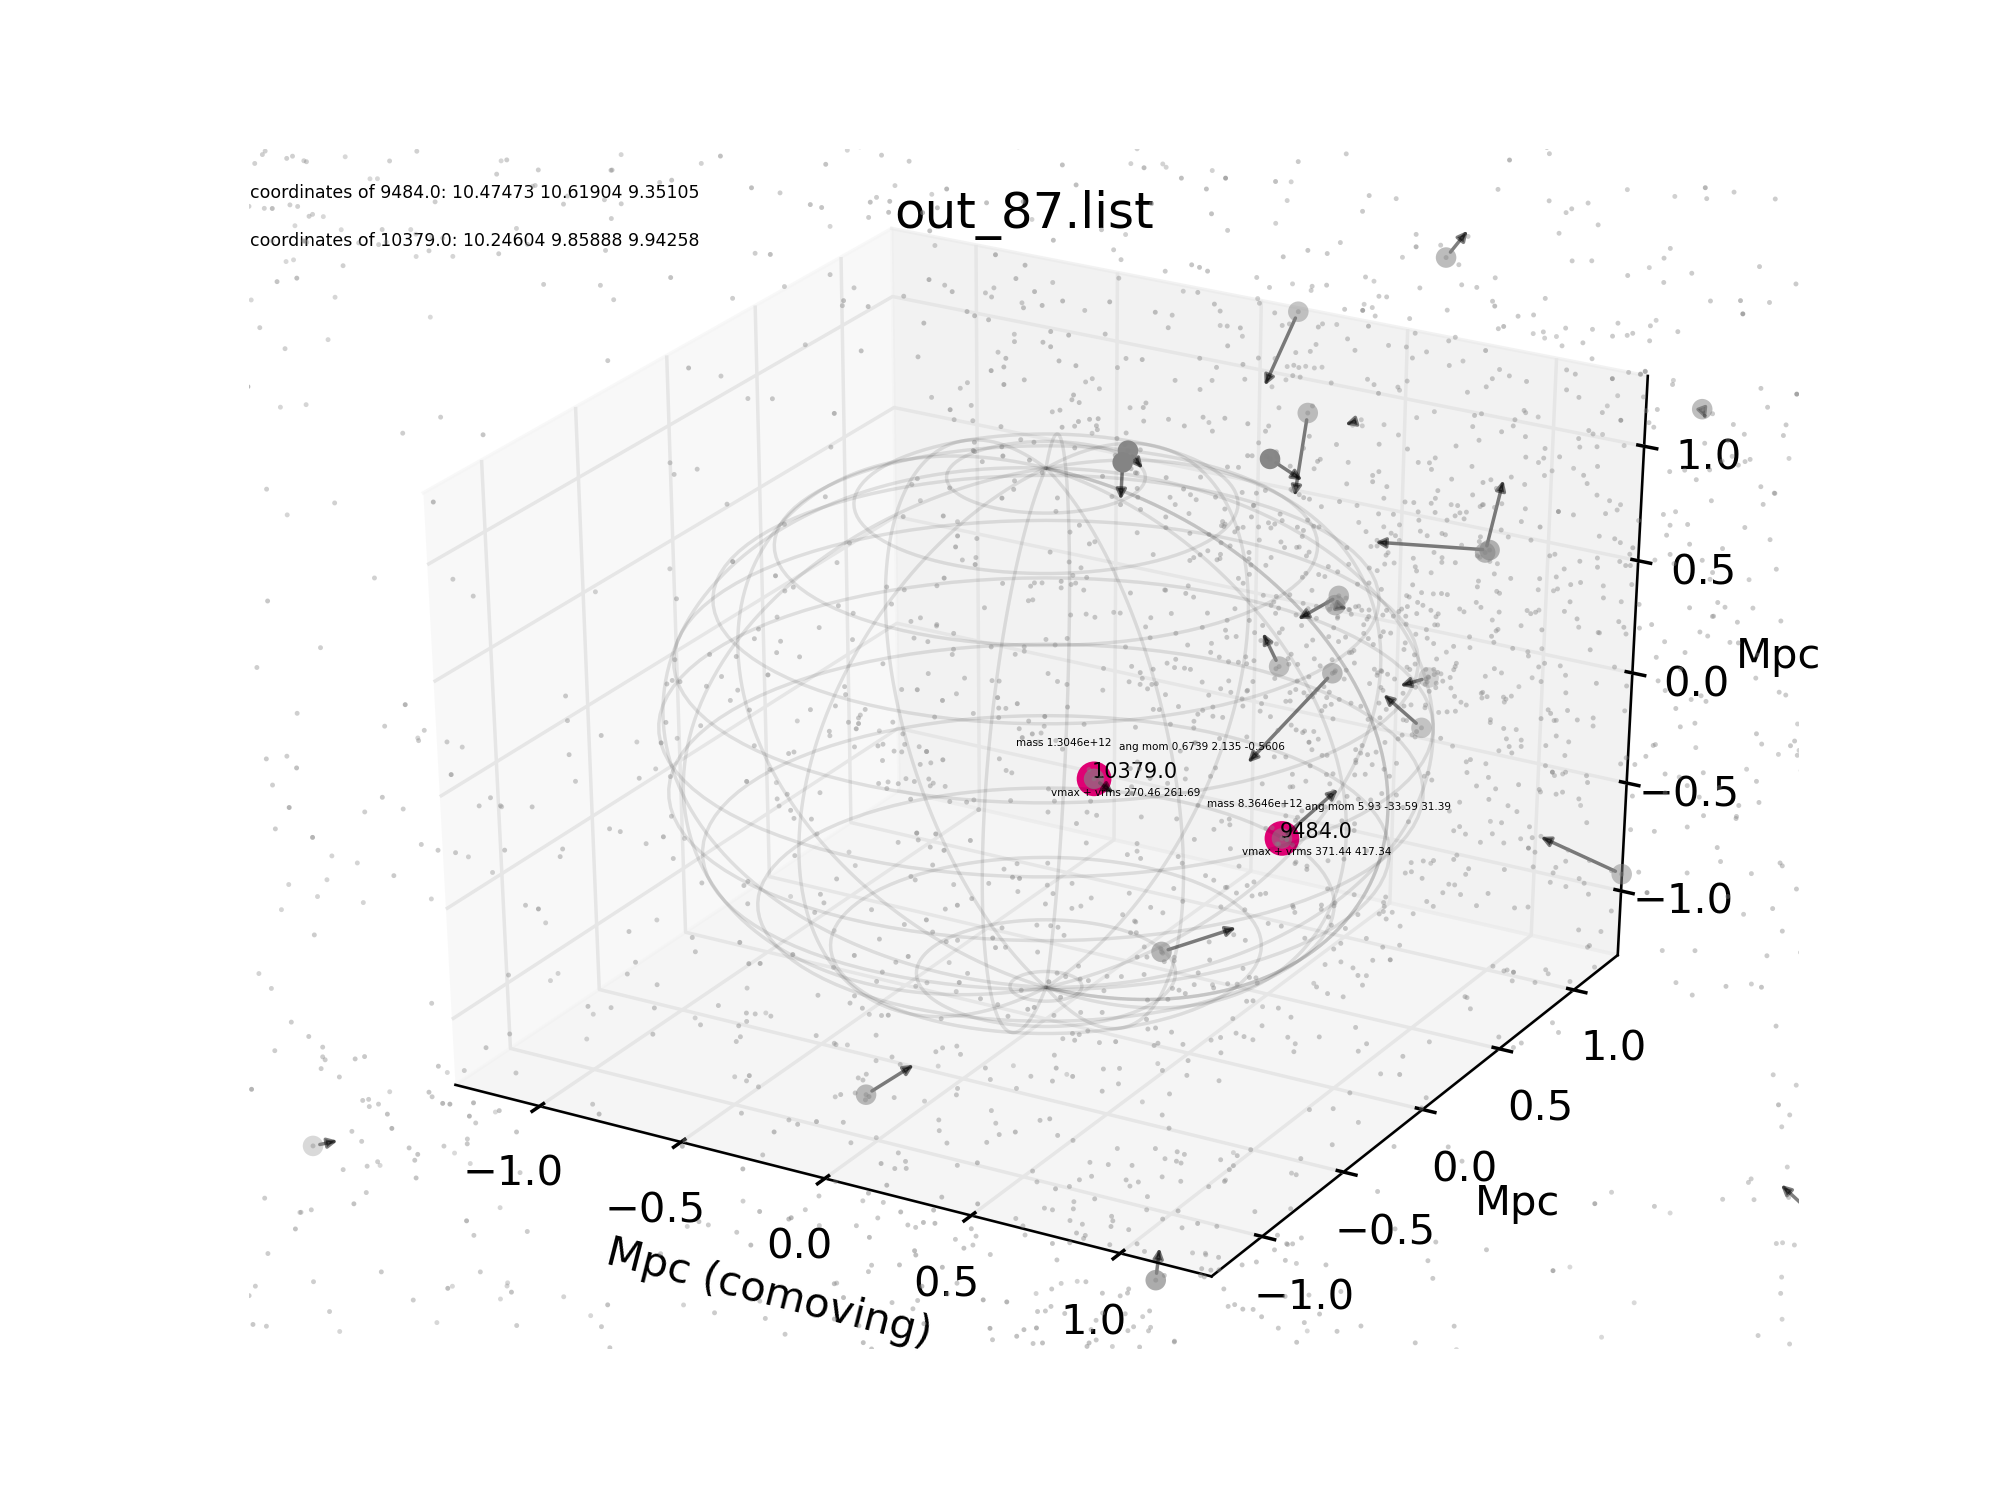 coordinates of 9484.0: 10.47473 10.61904 9.35105
out_87.list
coordinates of 10379.0: 10.24604 9.85888 9.94258
1.0
0.5
Mpc
0.0
−0.5
−1.0
mass 1.3046e+12
ang mom 0.6739 2.135 -0.5606
10379.0
vmax + vrms 270.46 261.69
mass 8.3646e+12
ang mom 5.93 -33.59 31.39
9484.0
vmax + vrms 371.44 417.34
1.0
0.5
0.0
Mpc
−0.5
−1.0
−1.0
−0.5
0.0
0.5
1.0
Mpc (comoving)